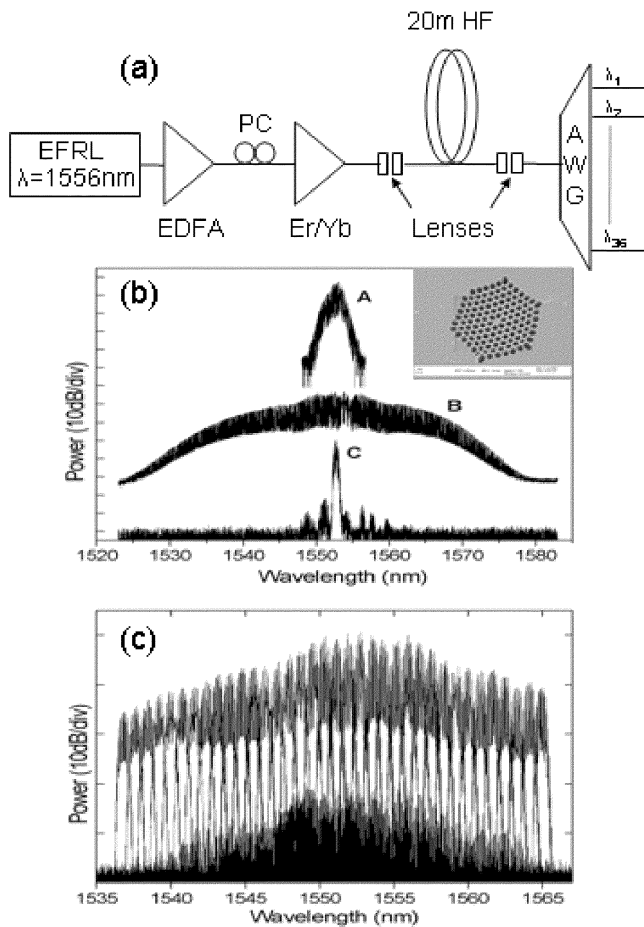 20m HF
(a)
PC
EFRL
λ=1556nm
EDFA
Er/Yb
Lenses
A
W
G
λ1
λ2
λ36
(b)
A
B
C
Power (10dB/div)
1520 1530 1540 1550 1560 1570 1580
Wavelength (nm)
(c)
Power (10dB/div)
1535 1540 1545 1550 1555 1560 1565
Wavelength (nm)